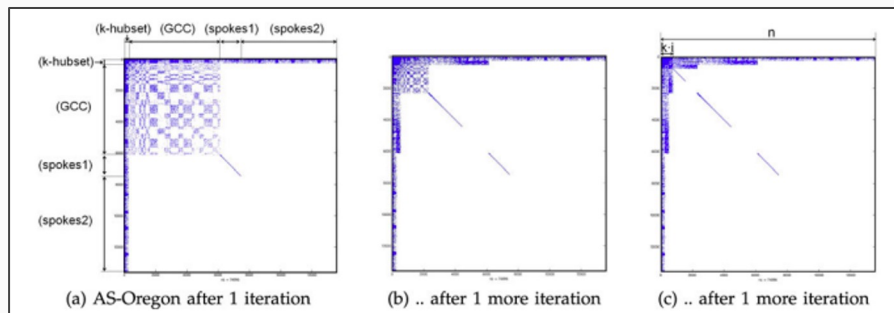 (k-hubset) (GCC) (spokes1) (spokes2)
(k-hubset)
(GCC)
(spokes1)
(spokes2)
n
k·i
(a) AS-Oregon after 1 iteration
(b) .. after 1 more iteration
(c) .. after 1 more iteration